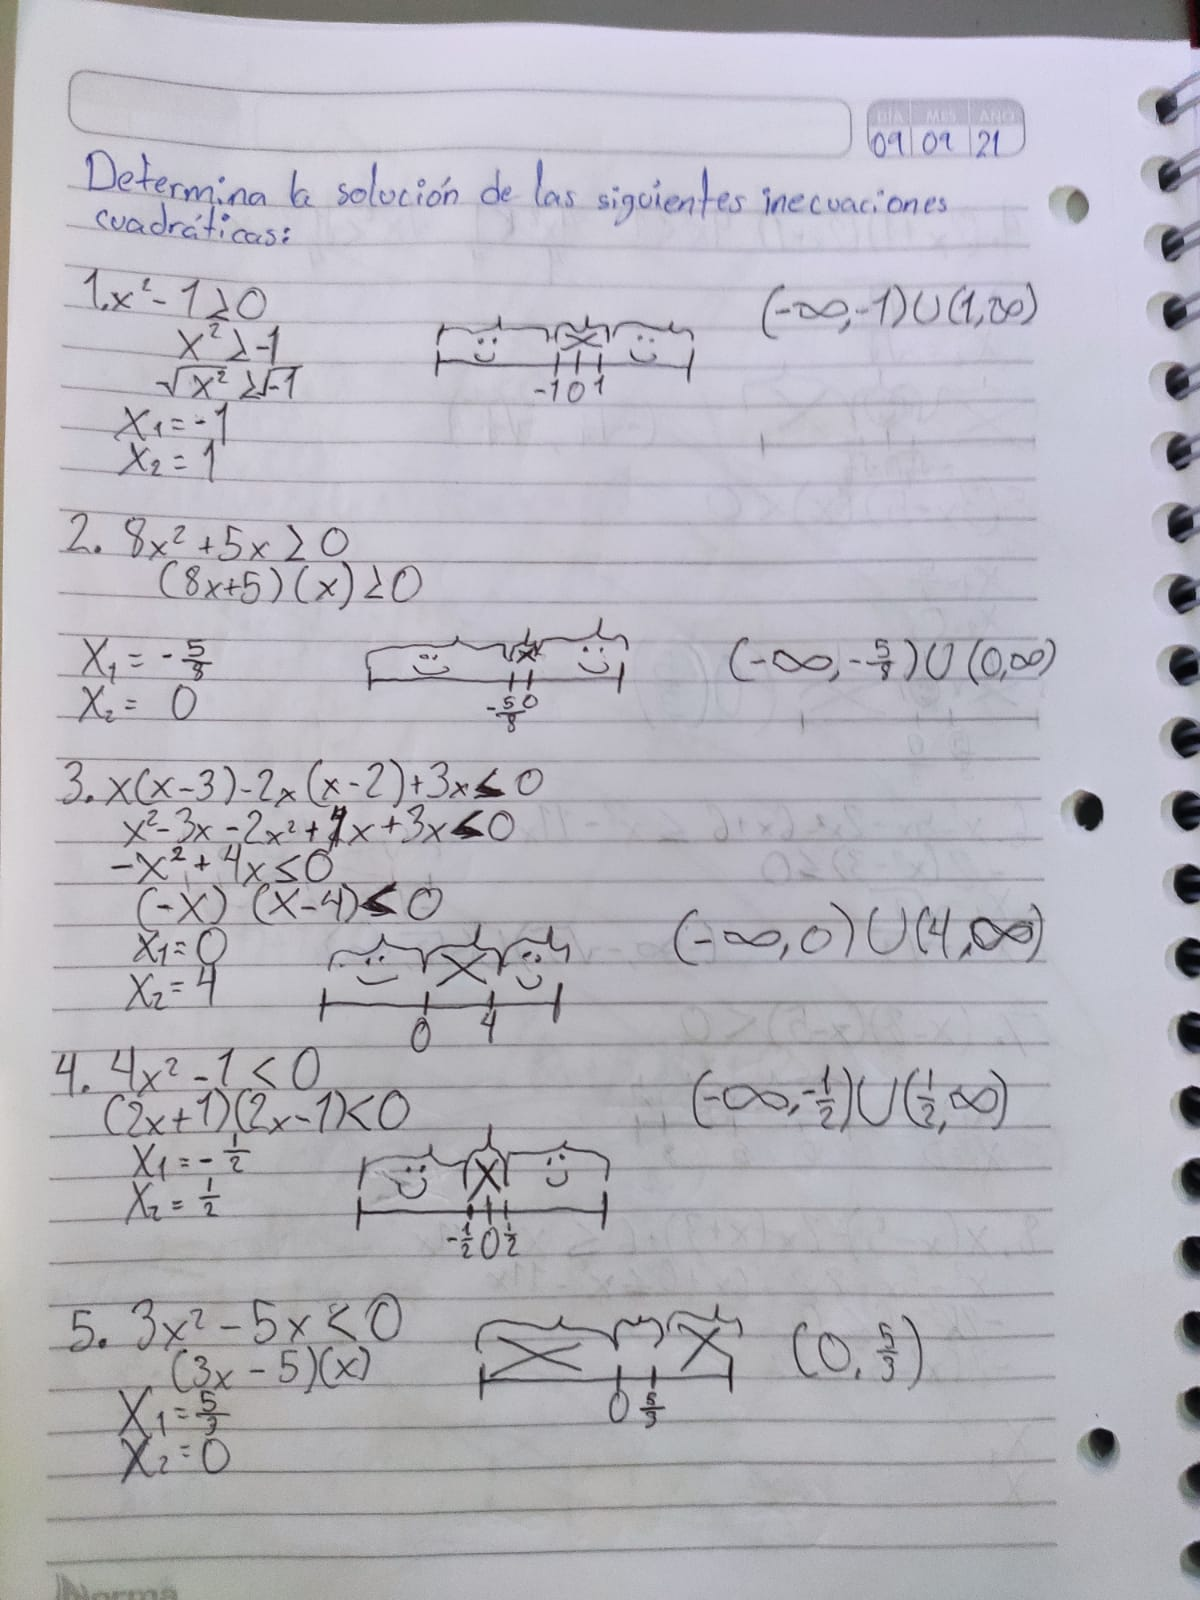 DÍA MES AÑO
09 09 21
Determina la solución de las siguientes inecuaciones
cuadráticas:
1. x² - 1 ≥ 0
x² ≥ -1
√x² ≥ √-1
x₁ = -1
x₂ = 1
-1 0 1
(-∞, -1) U (1, ∞)
2. 8x² + 5x ≥ 0
(8x+5)(x) ≥ 0
x₁ = -5/8
x₂ = 0
-5/8 0
(-∞, -5/8) U (0, ∞)
3. x(x-3) - 2x(x-2) + 3x ≤ 0
x² - 3x - 2x² + 4x + 3x ≤ 0
-x² + 4x ≤ 0
(-x) (x-4) ≤ 0
x₁ = 0
x₂ = 4
0 4
(-∞, 0) U (4, ∞)
4. 4x² - 1 < 0
(2x+1)(2x-1) < 0
x₁ = -1/2
x₂ = 1/2
-1/2 0 1/2
(-∞, -1/2) U (1/2, ∞)
5. 3x² - 5x < 0
(3x - 5)(x)
x₁ = 5/3
x₂ = 0
0 5/3
(0, 5/3)
Norma